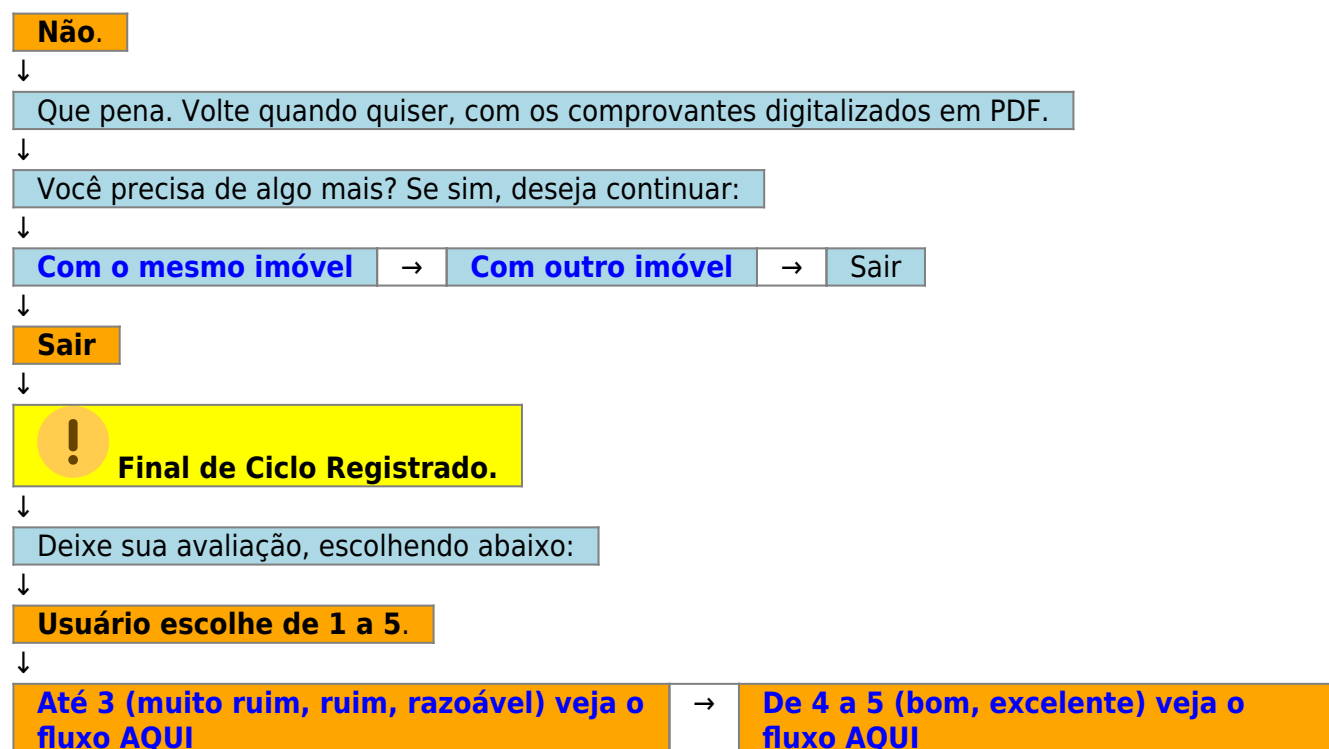 Não.
↓
Que pena. Volte quando quiser, com os comprovantes digitalizados em PDF.
↓
Você precisa de algo mais? Se sim, deseja continuar:
↓
Com o mesmo imóvel → Com outro imóvel → Sair
↓
Sair
↓
Final de Ciclo Registrado.
↓
Deixe sua avaliação, escolhendo abaixo:
↓
Usuário escolhe de 1 a 5.
↓
Até 3 (muito ruim, ruim, razoável) veja o → De 4 a 5 (bom, excelente) veja o
fluxo AQUI fluxo AQUI